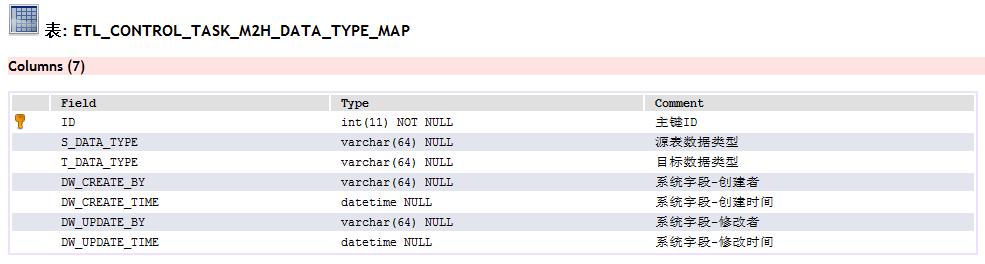 表: ETL_CONTROL_TASK_M2H_DATA_TYPE_MAP
Columns (7)
Field Type Comment
ID int(11) NOT NULL 主键ID
S_DATA_TYPE varchar(64) NULL 源表数据类型
T_DATA_TYPE varchar(64) NULL 目标数据类型
DW_CREATE_BY varchar(64) NULL 系统字段-创建者
DW_CREATE_TIME datetime NULL 系统字段-创建时间
DW_UPDATE_BY varchar(64) NULL 系统字段-修改者
DW_UPDATE_TIME datetime NULL 系统字段-修改时间